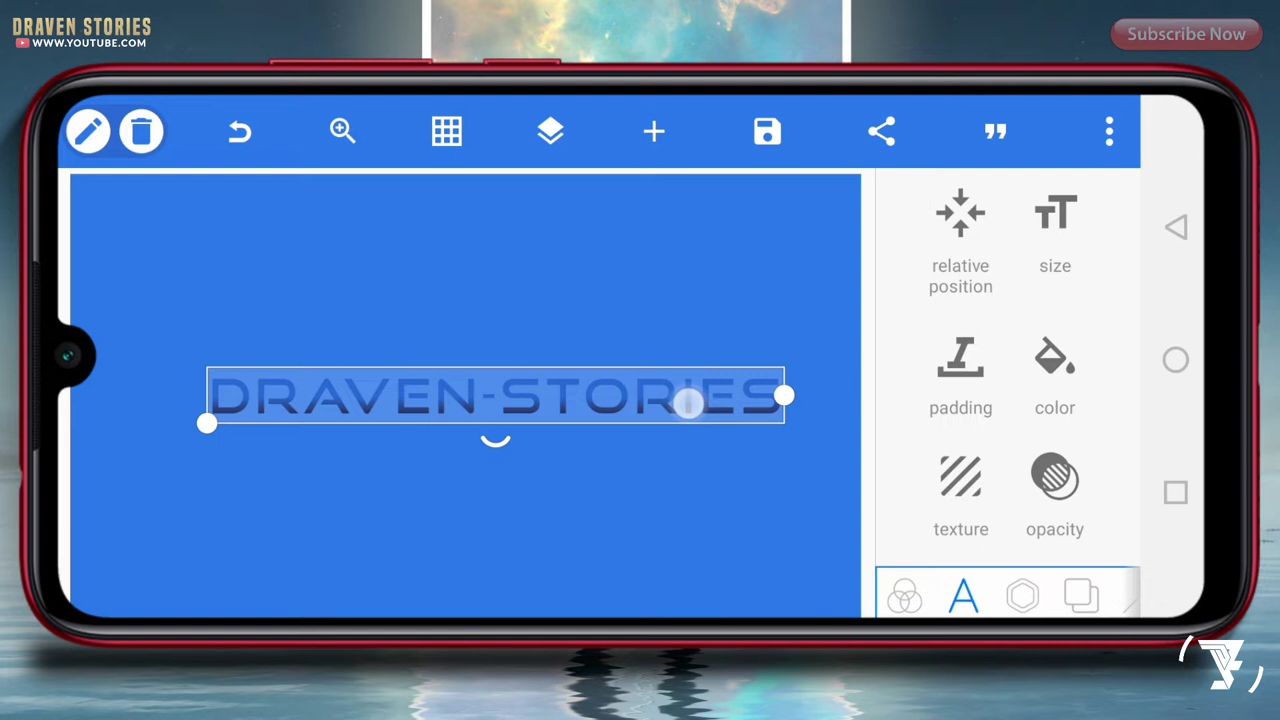 DRAVEN STORIES
WWW.YOUTUBE.COM
Subscribe Now
DRAVEN-STORIES
relative position
size
padding
color
texture
opacity